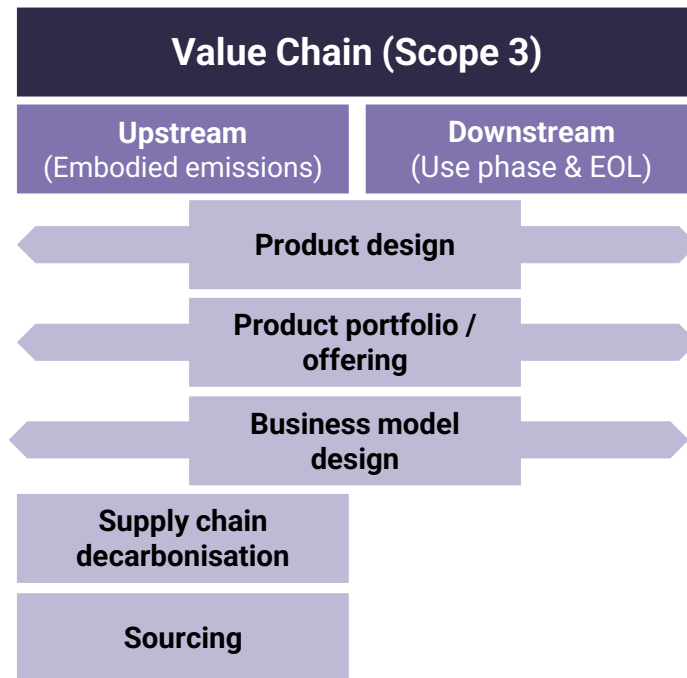 Value Chain (Scope 3)
Upstream
(Embodied emissions)
Downstream
(Use phase & EOL)
Product design
Product portfolio /
offering
Business model
design
Supply chain
decarbonisation
Sourcing